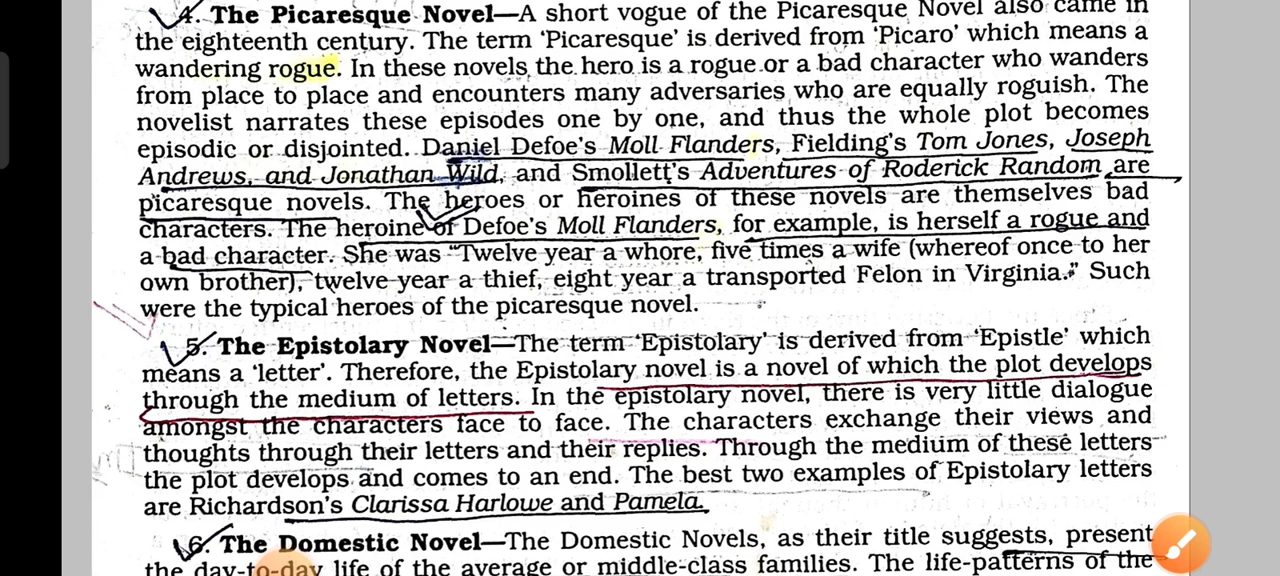 4. The Picaresque Novel—A short vogue of the Picaresque Novel also came in
the eighteenth century. The term ‘Picaresque’ is derived from ‘Picaro’ which means a
wandering rogue. In these novels the hero is a rogue or a bad character who wanders
from place to place and encounters many adversaries who are equally roguish. The
novelist narrates these episodes one by one, and thus the whole plot becomes
episodic or disjointed. Daniel Defoe's Moll Flanders, Fielding's Tom Jones, Joseph
Andrews, and Jonathan Wild, and Smollett's Adventures of Roderick Random are
picaresque novels. The heroes or heroines of these novels are themselves bad
characters. The heroine of Defoe's Moll Flanders, for example, is herself a rogue and
a bad character. She was “Twelve year a whore, five times a wife (whereof once to her
own brother), twelve year a thief, eight year a transported Felon in Virginia.” Such
were the typical heroes of the picaresque novel.
5. The Epistolary Novel—The term ‘Epistolary’ is derived from ‘Epistle’ which
means a ‘letter’. Therefore, the Epistolary novel is a novel of which the plot develops
through the medium of letters. In the epistolary novel, there is very little dialogue
amongst the characters face to face. The characters exchange their views and
thoughts through their letters and their replies. Through the medium of these letters
the plot develops and comes to an end. The best two examples of Epistolary letters
are Richardson's Clarissa Harlowe and Pamela.
6. The Domestic Novel—The Domestic Novels, as their title suggests, present
the day-to-day life of the average or middle-class families. The life-patterns of the